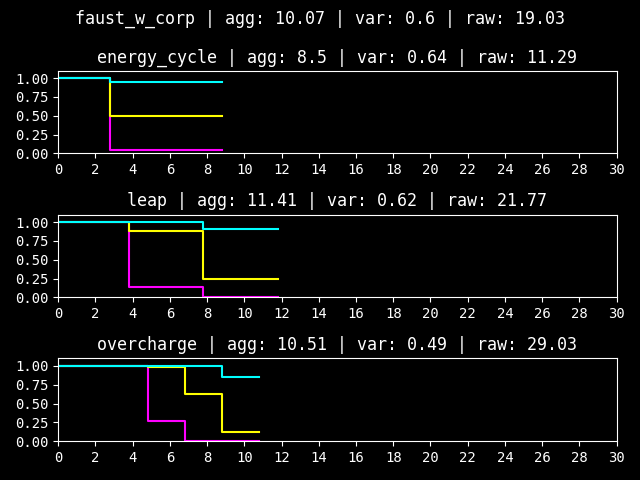 faust_w_corp | agg: 10.07 | var: 0.6 | raw: 19.03
energy_cycle | agg: 8.5 | var: 0.64 | raw: 11.29
1.00
0.75
0.50
0.25
0.00
0 2 4 6 8 10 12 14 16 18 20 22 24 26 28 30
leap | agg: 11.41 | var: 0.62 | raw: 21.77
1.00
0.75
0.50
0.25
0.00
0 2 4 6 8 10 12 14 16 18 20 22 24 26 28 30
overcharge | agg: 10.51 | var: 0.49 | raw: 29.03
1.00
0.75
0.50
0.25
0.00
0 2 4 6 8 10 12 14 16 18 20 22 24 26 28 30